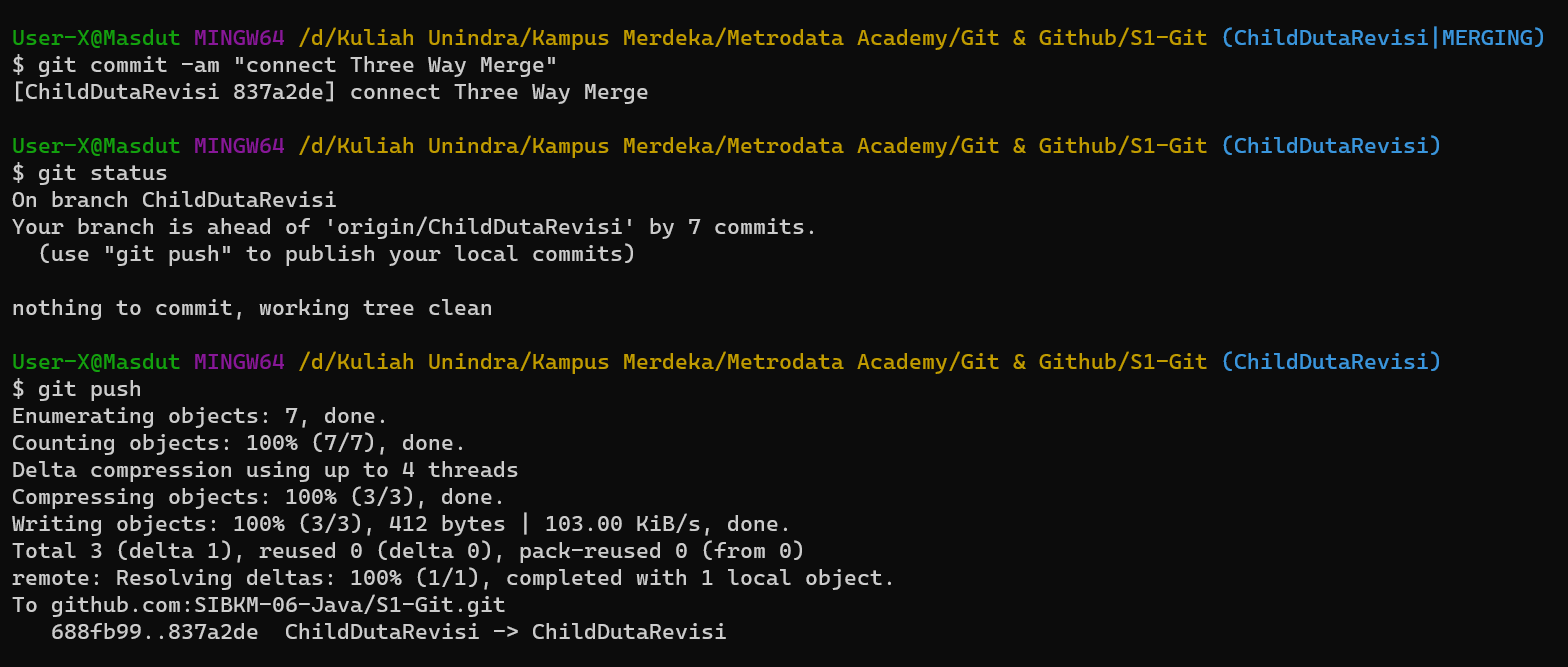 User-X@Masdut MINGW64 /d/Kuliah Unindra/Kampus Merdeka/Metrodata Academy/Git & Github/S1-Git (ChildDutaRevisi|MERGING)
$ git commit -am "connect Three Way Merge"
[ChildDutaRevisi 837a2de] connect Three Way Merge
User-X@Masdut MINGW64 /d/Kuliah Unindra/Kampus Merdeka/Metrodata Academy/Git & Github/S1-Git (ChildDutaRevisi)
$ git status
On branch ChildDutaRevisi
Your branch is ahead of 'origin/ChildDutaRevisi' by 7 commits.
  (use "git push" to publish your local commits)
nothing to commit, working tree clean
User-X@Masdut MINGW64 /d/Kuliah Unindra/Kampus Merdeka/Metrodata Academy/Git & Github/S1-Git (ChildDutaRevisi)
$ git push
Enumerating objects: 7, done.
Counting objects: 100% (7/7), done.
Delta compression using up to 4 threads
Compressing objects: 100% (3/3), done.
Writing objects: 100% (3/3), 412 bytes | 103.00 KiB/s, done.
Total 3 (delta 1), reused 0 (delta 0), pack-reused 0 (from 0)
remote: Resolving deltas: 100% (1/1), completed with 1 local object.
To github.com:SIBKM-06-Java/S1-Git.git
   688fb99..837a2de  ChildDutaRevisi -> ChildDutaRevisi